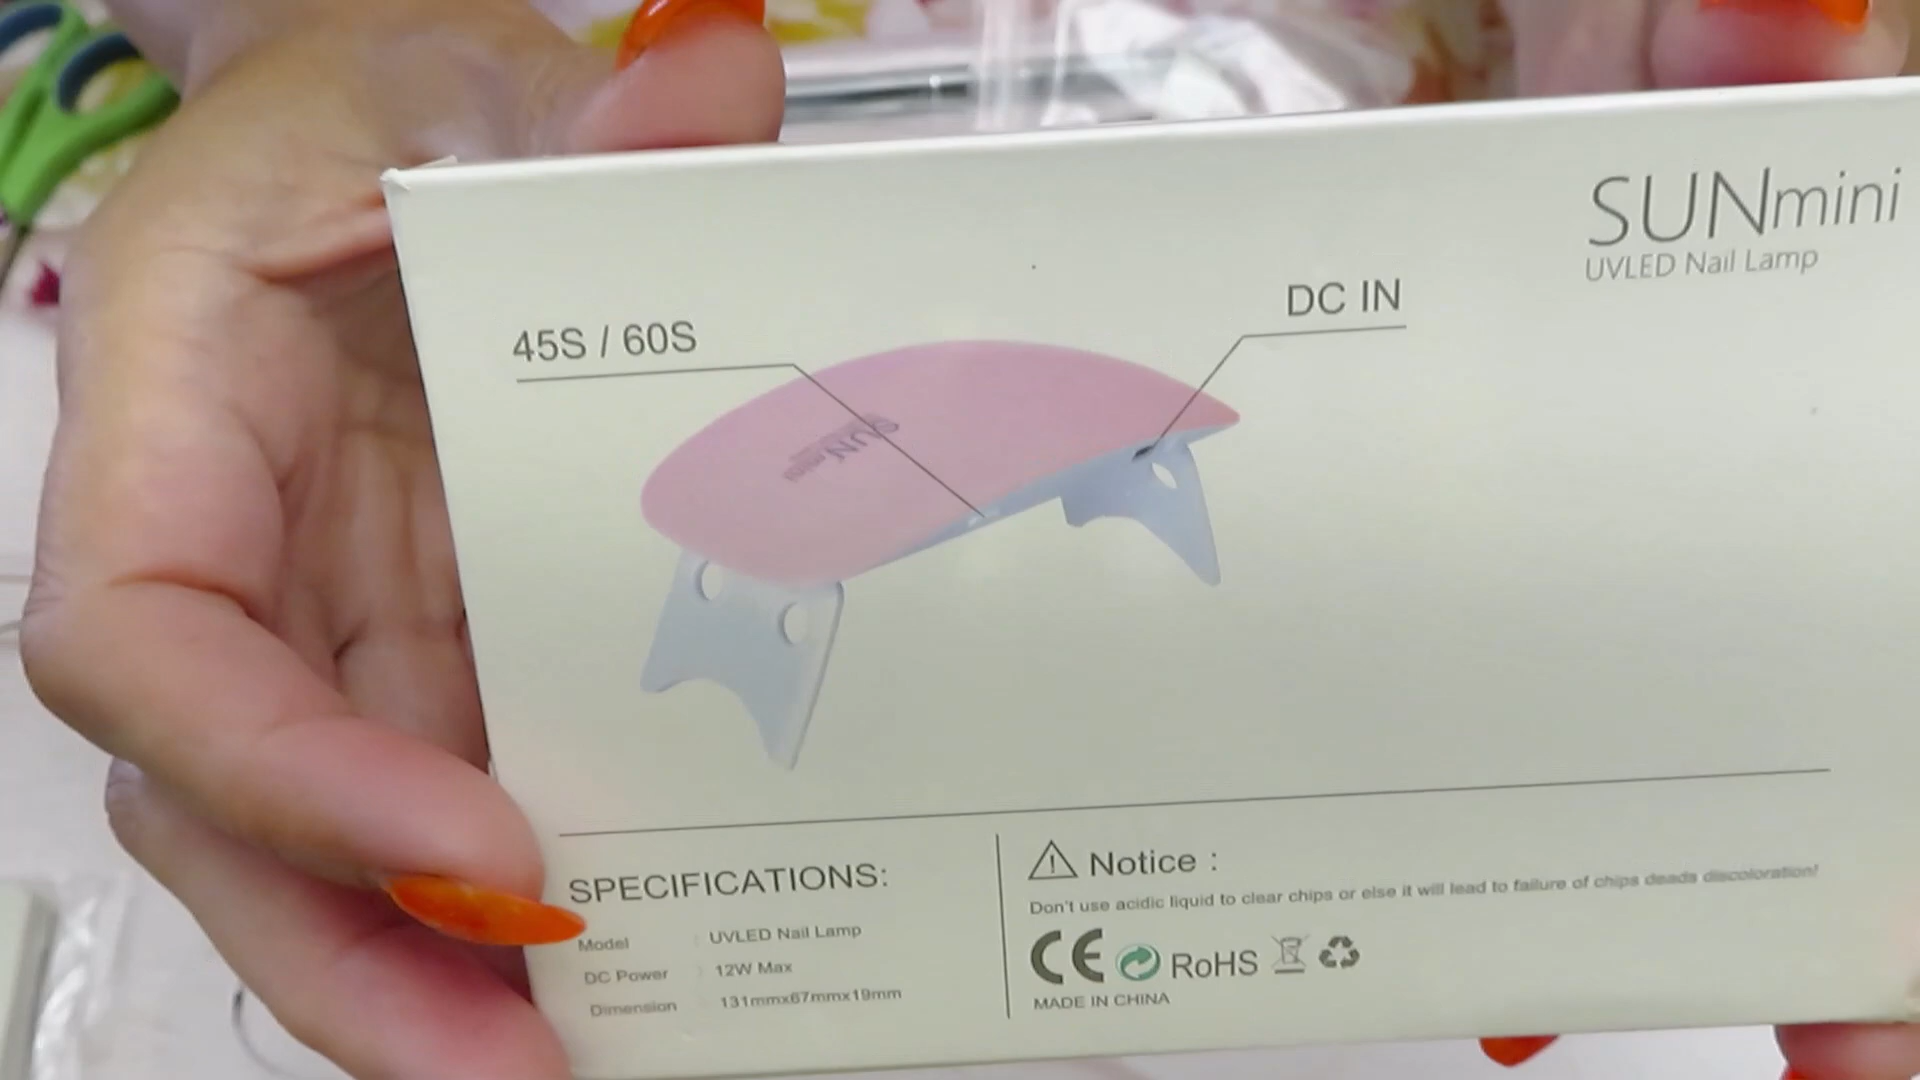 SUNmini
UVLED Nail Lamp
45S / 60S
DC IN
SUNmini
SPECIFICATIONS:
Model : UVLED Nail Lamp
DC Power : 12W Max
Dimension 131mmx67mmx19mm
Notice :
Don't use acidic liquid to clear chips or else it will lead to failure of chips deads discoloration!
CE RoHS
MADE IN CHINA